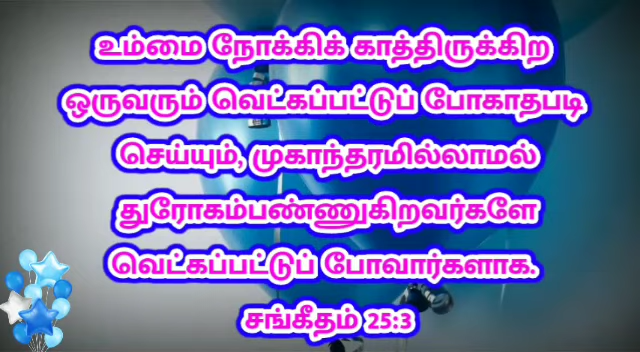 உம்மை நோக்கிக் காத்திருக்கிற
ஒருவரும் வெட்கப்பட்டுப் போகாதபடி
செய்யும், முகாந்தரமில்லாமல்
துரோகம்பண்ணுகிறவர்களே
வெட்கப்பட்டுப் போவார்களாக.
சங்கீதம் 25:3